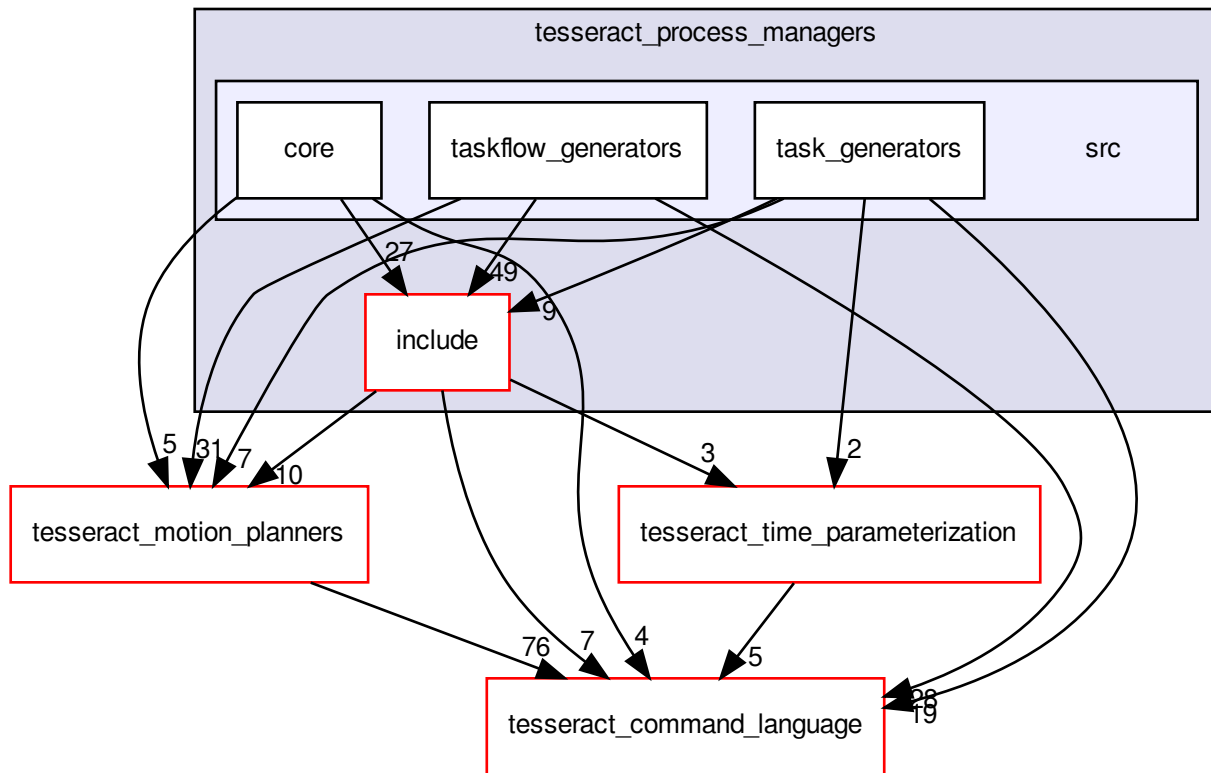 tesseract_process_managers
core
taskflow_generators
task_generators
src
27
49
9
include
5
31
7
10
3
2
tesseract_motion_planners
tesseract_time_parameterization
76
7
4
5
28
19
tesseract_command_language